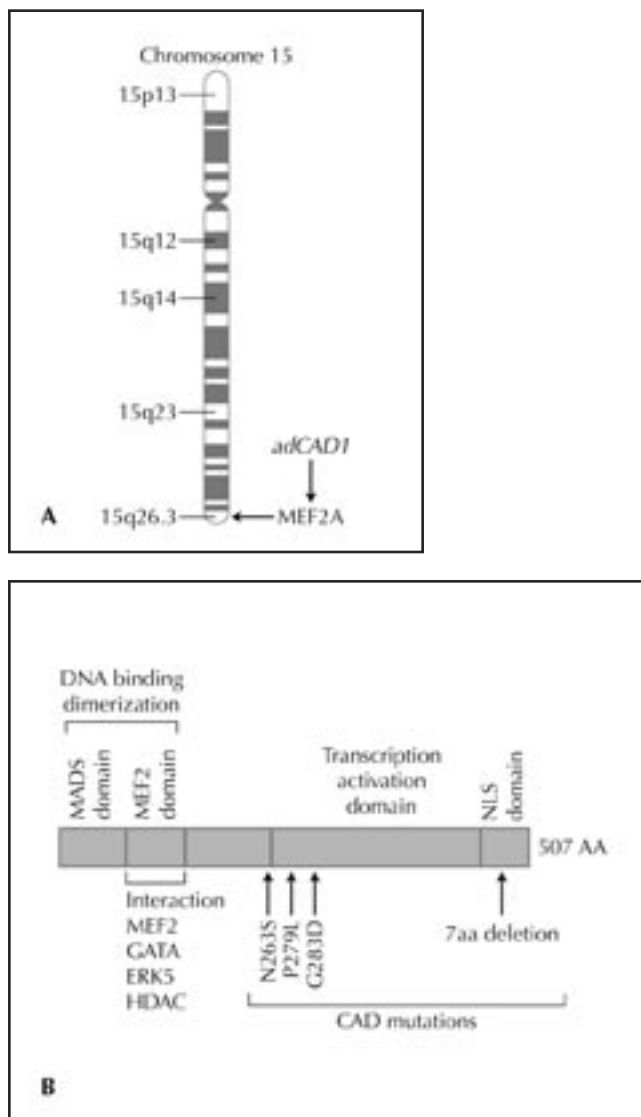 Chromosome 15
15p13
15q12
15q14
15q23
adCAD1
15q26.3
MEF2A
A
DNA binding
dimerization
MADS
domain
MEF2
domain
Transcription
activation
domain
NLS
domain
507 AA
Interaction
MEF2
GATA
ERK5
HDAC
N263S
P279L
G283D
7aa deletion
CAD mutations
B